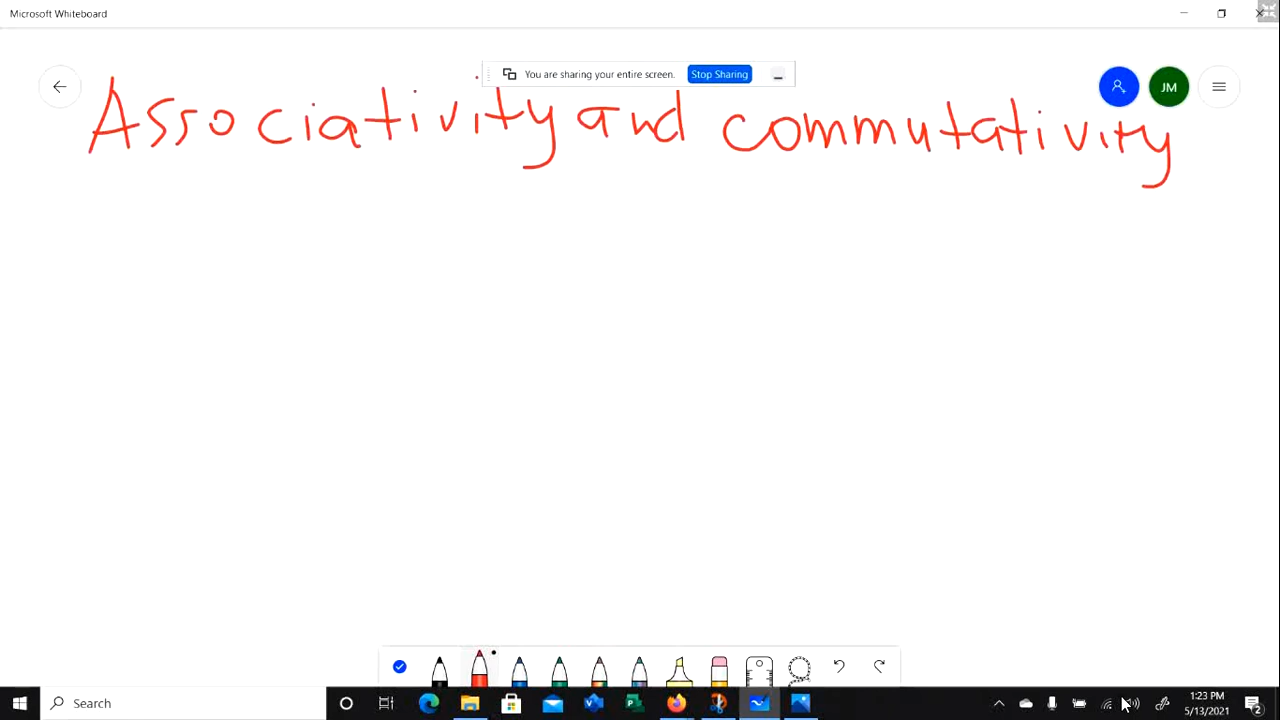 Microsoft Whiteboard
You are sharing your entire screen. Stop Sharing
JM
Associativity and commutativity
Search
1:23 PM
5/13/2021
2